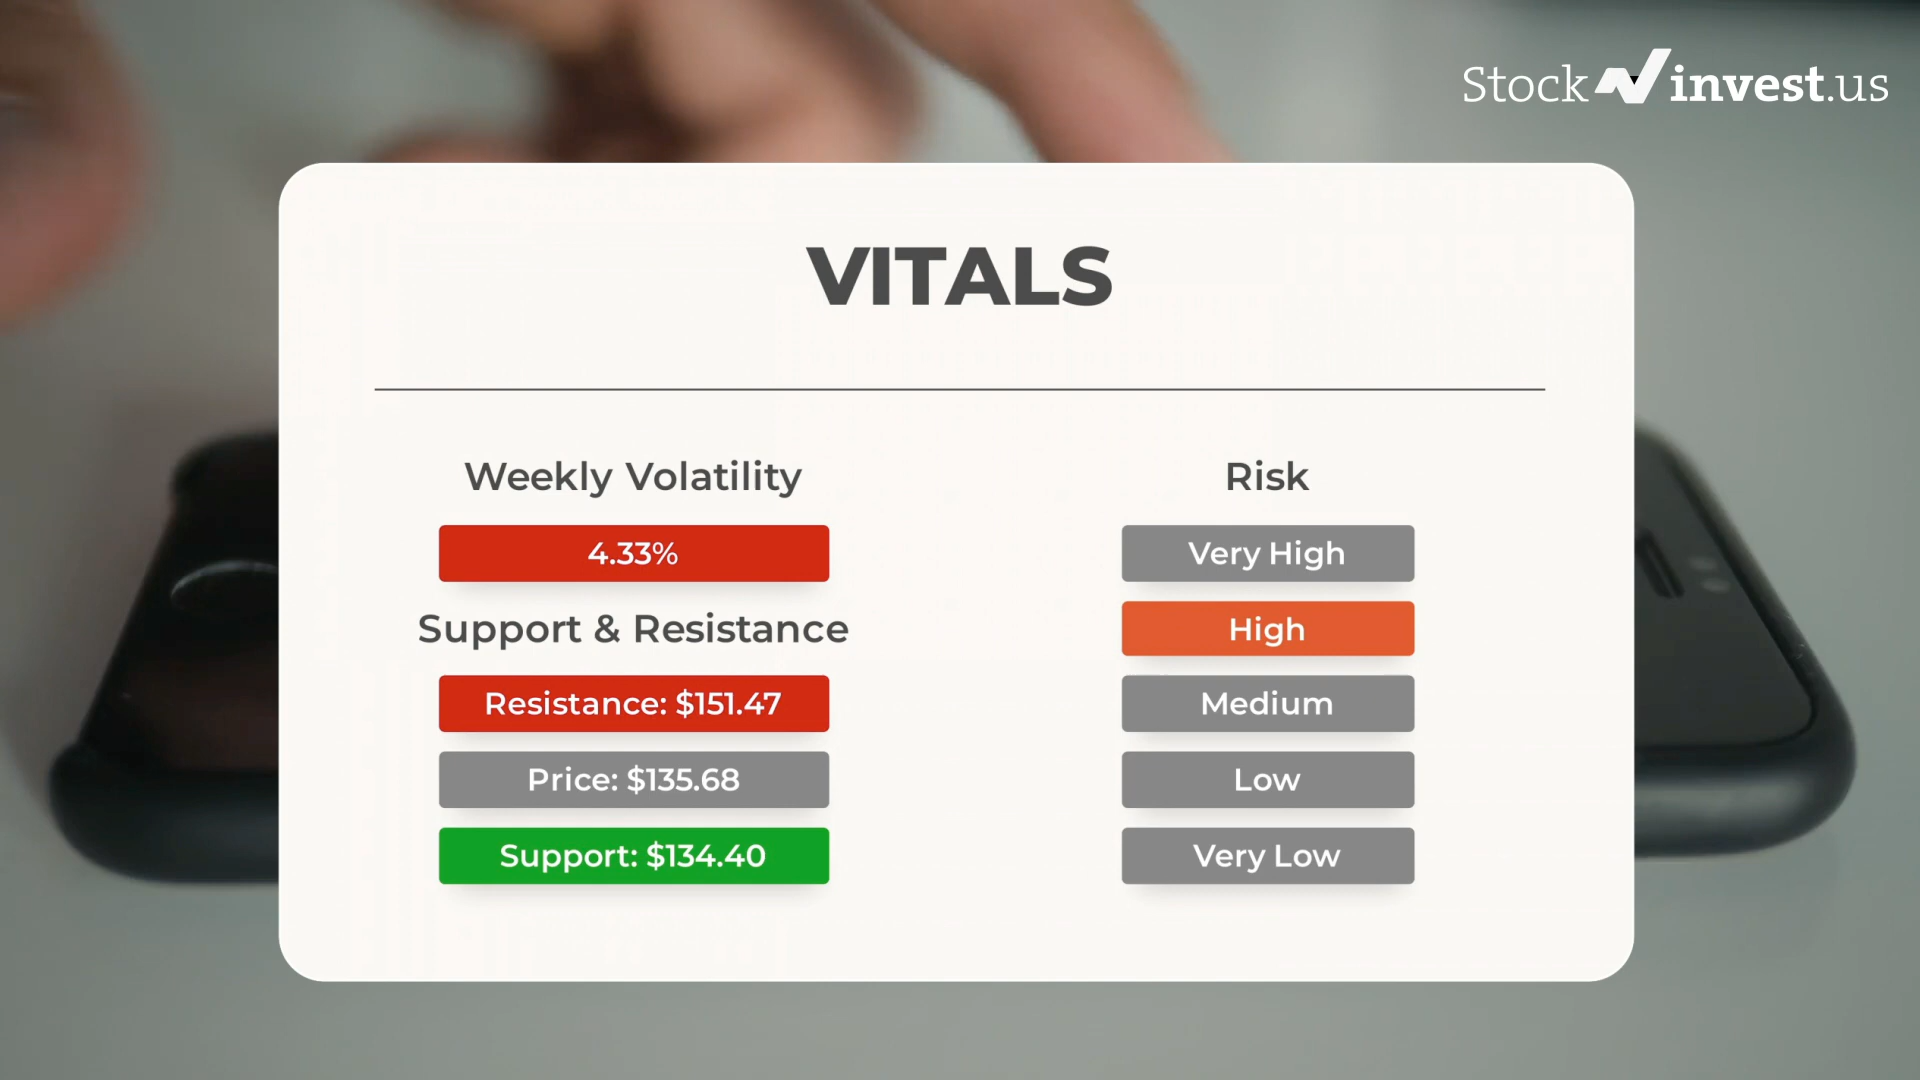 Stock invest.us
VITALS
Weekly Volatility
4.33%
Support & Resistance
Resistance: $151.47
Price: $135.68
Support: $134.40
Risk
Very High
High
Medium
Low
Very Low